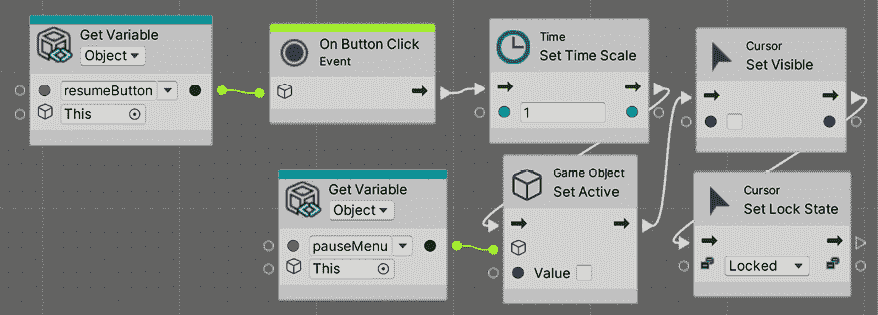 Get Variable
Object
resumeButton
This
On Button Click
Event
Time
Set Time Scale
1
Cursor
Set Visible
Get Variable
Object
pauseMenu
This
Game Object
Set Active
Value
Cursor
Set Lock State
Locked